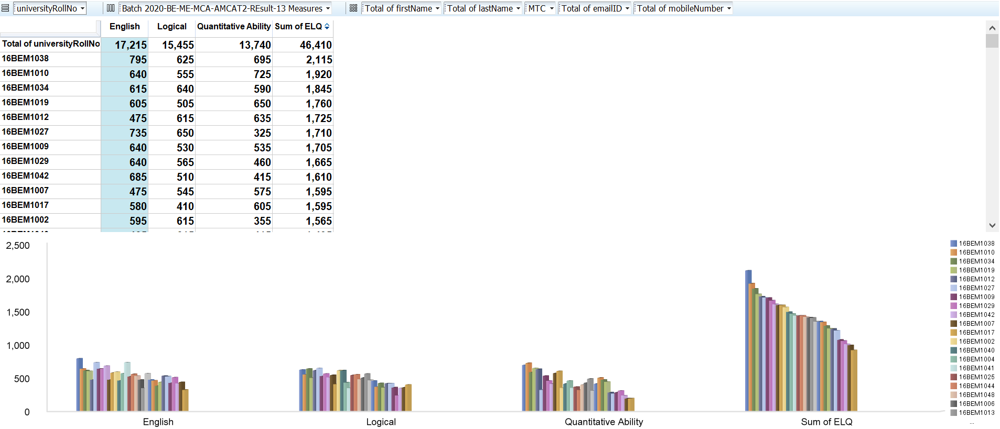 universityRollNo Batch 2020-BE-ME-MCA-AMCAT2-REsult-13 Measures Total of firstName Total of lastName MTC Total of emailID Total of mobileNumber
English Logical Quantitative Ability Sum of ELQ
Total of universityRollNo 17,215 15,455 13,740 46,410
16BEM1038 795 625 695 2,115
16BEM1010 640 555 725 1,920
16BEM1034 615 640 590 1,845
16BEM1019 605 505 650 1,760
16BEM1012 475 615 635 1,725
16BEM1027 735 650 325 1,710
16BEM1009 640 530 535 1,705
16BEM1029 640 565 460 1,665
16BEM1042 685 510 415 1,610
16BEM1007 475 545 575 1,595
16BEM1017 580 410 605 1,595
16BEM1002 595 615 355 1,565
2,500
2,000
1,500
1,000
500
0
English Logical Quantitative Ability Sum of ELQ
16BEM1038
16BEM1010
16BEM1034
16BEM1019
16BEM1012
16BEM1027
16BEM1009
16BEM1029
16BEM1042
16BEM1007
16BEM1017
16BEM1002
16BEM1040
16BEM1004
16BEM1041
16BEM1025
16BEM1044
16BEM1048
16BEM1006
16BEM1013
...